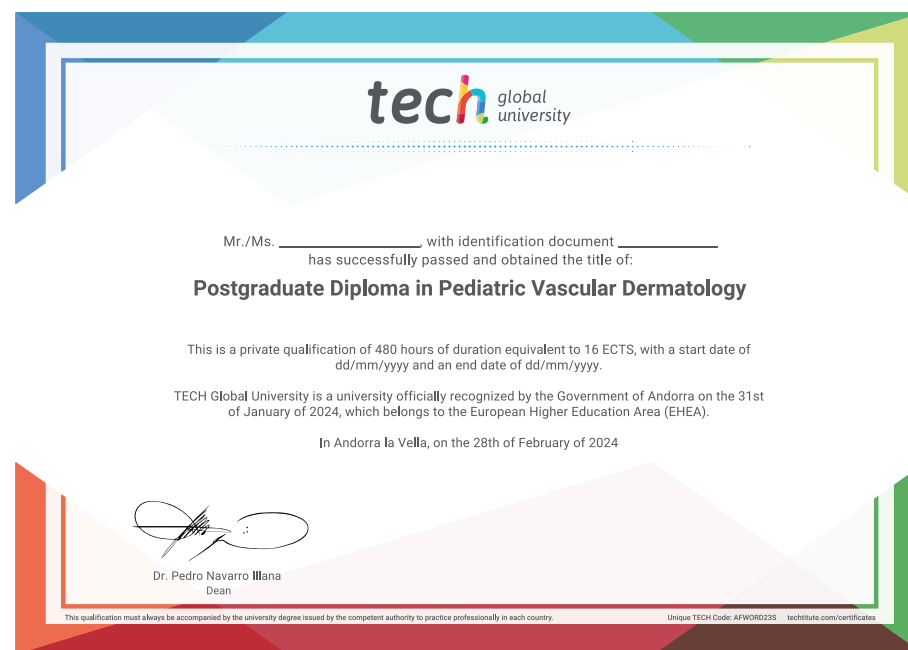 tech global university
Mr./Ms. ____________, with identification document ____________
has successfully passed and obtained the title of:
Postgraduate Diploma in Pediatric Vascular Dermatology
This is a private qualification of 480 hours of duration equivalent to 16 ECTS, with a start date of
dd/mm/yyyy and an end date of dd/mm/yyyy.
TECH Global University is a university officially recognized by the Government of Andorra on the 31st
of January of 2024, which belongs to the European Higher Education Area (EHEA).
In Andorra la Vella, on the 28th of February of 2024
Dr. Pedro Navarro Illana
Dean
This qualification must always be accompanied by the university degree issued by the competent authority to practice professionally in each country.
Unique TECH Code: AFWORD23S techtitute.com/certificates